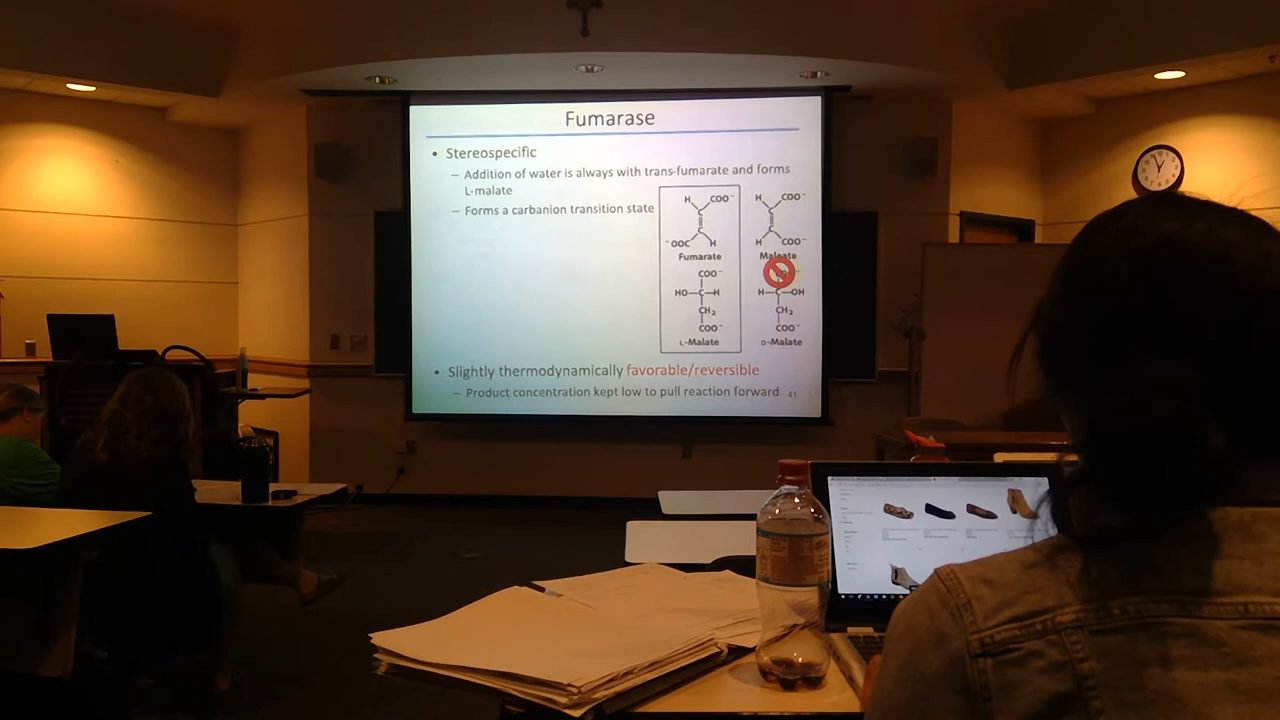 Fumarase
• Stereospecific
– Addition of water is always with trans-fumarate and forms
L-malate
– Forms a carbanion transition state
H COO⁻
C
C
⁻OOC H
Fumarate
H COO⁻
C
C
H COO⁻
Maleate
COO⁻
HO—C—H
CH₂
COO⁻
L-Malate
H—C—OH
CH₂
COO⁻
D-Malate
• Slightly thermodynamically favorable/reversible
– Product concentration kept low to pull reaction forward
41